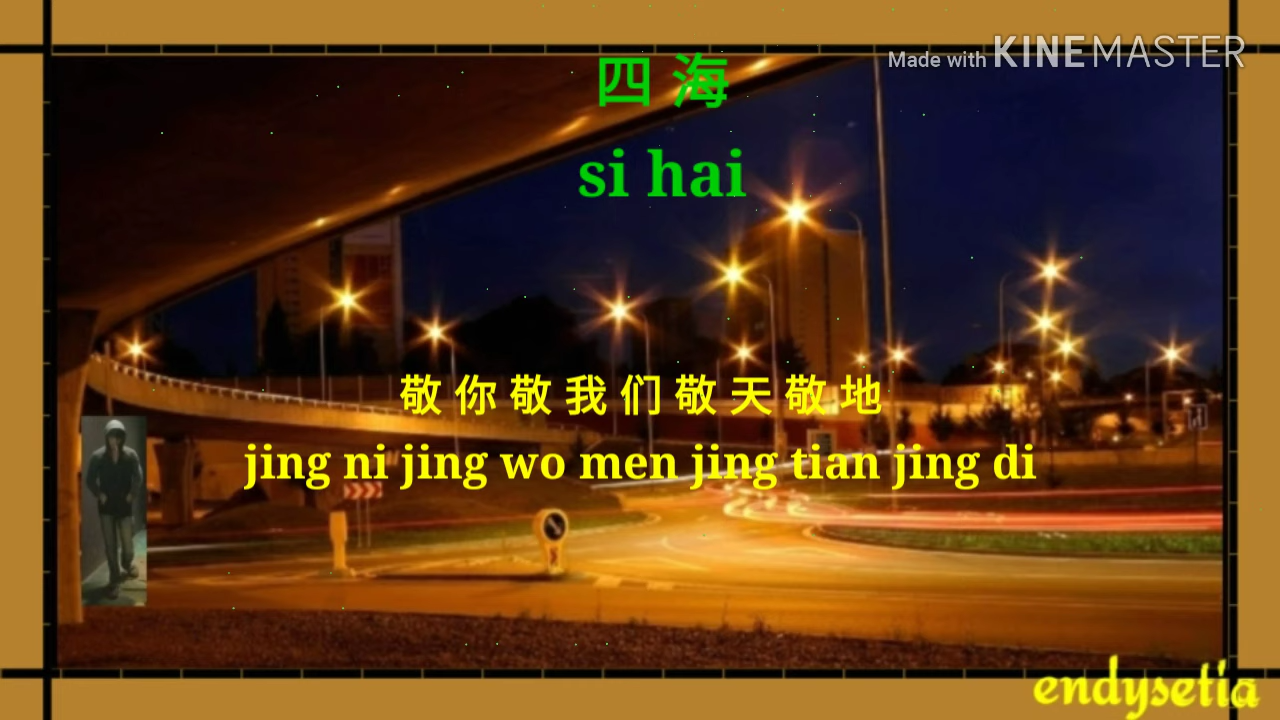 Made with KINEMASTER
四 海
si hai
敬 你 敬 我 们 敬 天 敬 地
jing ni jing wo men jing tian jing di
endysetia